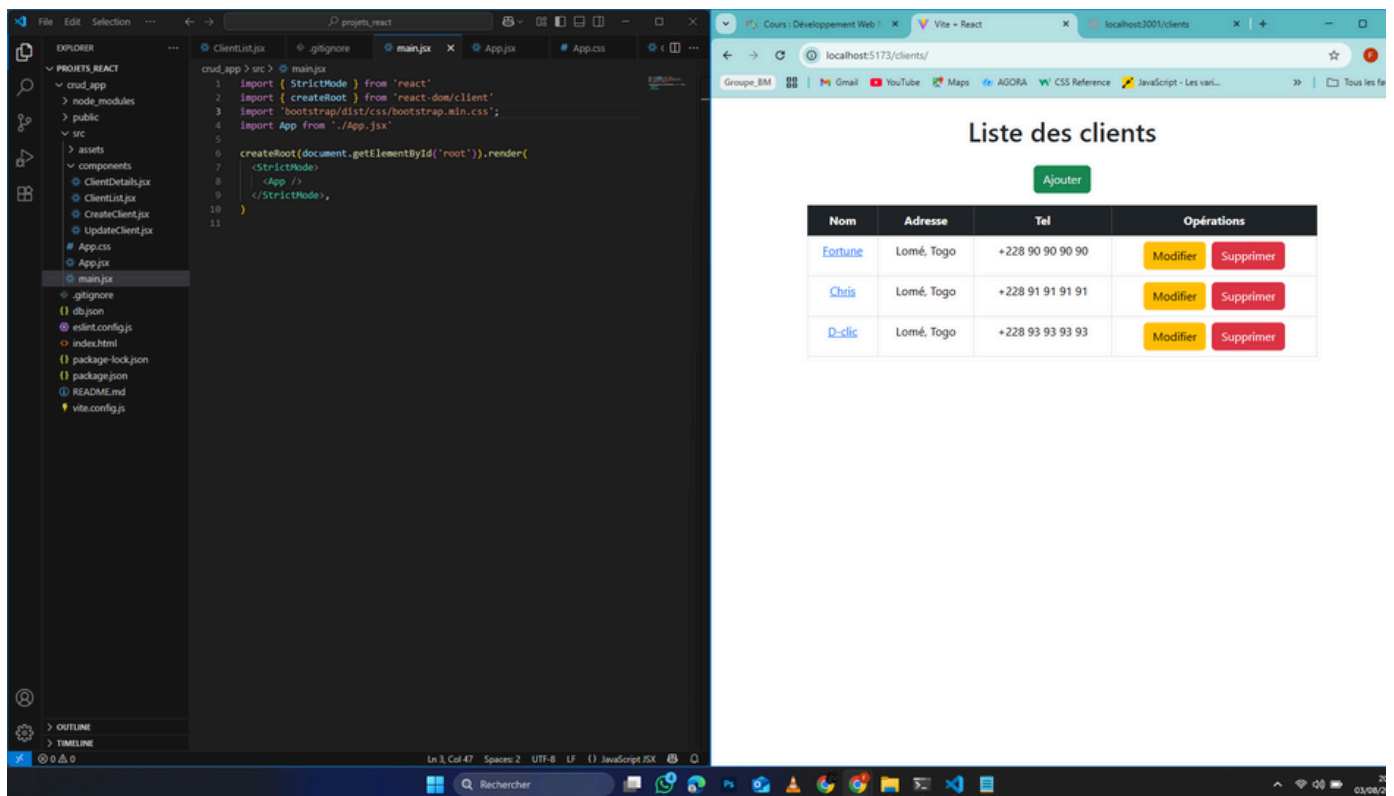 File Edit Selection ...
projets_react
EXPLORER
PROJETS_REACT
crud_app
node_modules
public
src
assets
components
ClientDetails.jsx
ClientList.jsx
CreateClient.jsx
UpdateClient.jsx
App.css
App.jsx
main.jsx
.gitignore
db.json
eslint.config.js
index.html
package-lock.json
package.json
README.md
vite.config.js
OUTLINE
TIMELINE
ClientList.jsx .gitignore main.jsx App.jsx App.css
crud_app > src > main.jsx
1 import { StrictMode } from 'react'
2 import { createRoot } from 'react-dom/client'
3 import 'bootstrap/dist/css/bootstrap.min.css';
4 import App from './App.jsx'
5
6 createRoot(document.getElementById('root')).render(
7 <StrictMode>
8 <App />
9 </StrictMode>,
10 )
11
0 0 Ln 3, Col 47 Spaces: 2 UTF-8 LF {} JavaScript JSX
Cours : Développement Web Vite + React localhost:3001/clients
localhost:5173/clients/
Groupe_BM Gmail YouTube Maps AGORA CSS Reference JavaScript - Les vari... Tous les fa
Liste des clients
Ajouter
Nom Adresse Tel Opérations
Fortune Lomé, Togo +228 90 90 90 90 Modifier Supprimer
Chris Lomé, Togo +228 91 91 91 91 Modifier Supprimer
D-clic Lomé, Togo +228 93 93 93 93 Modifier Supprimer
Rechercher
20
03/08/2